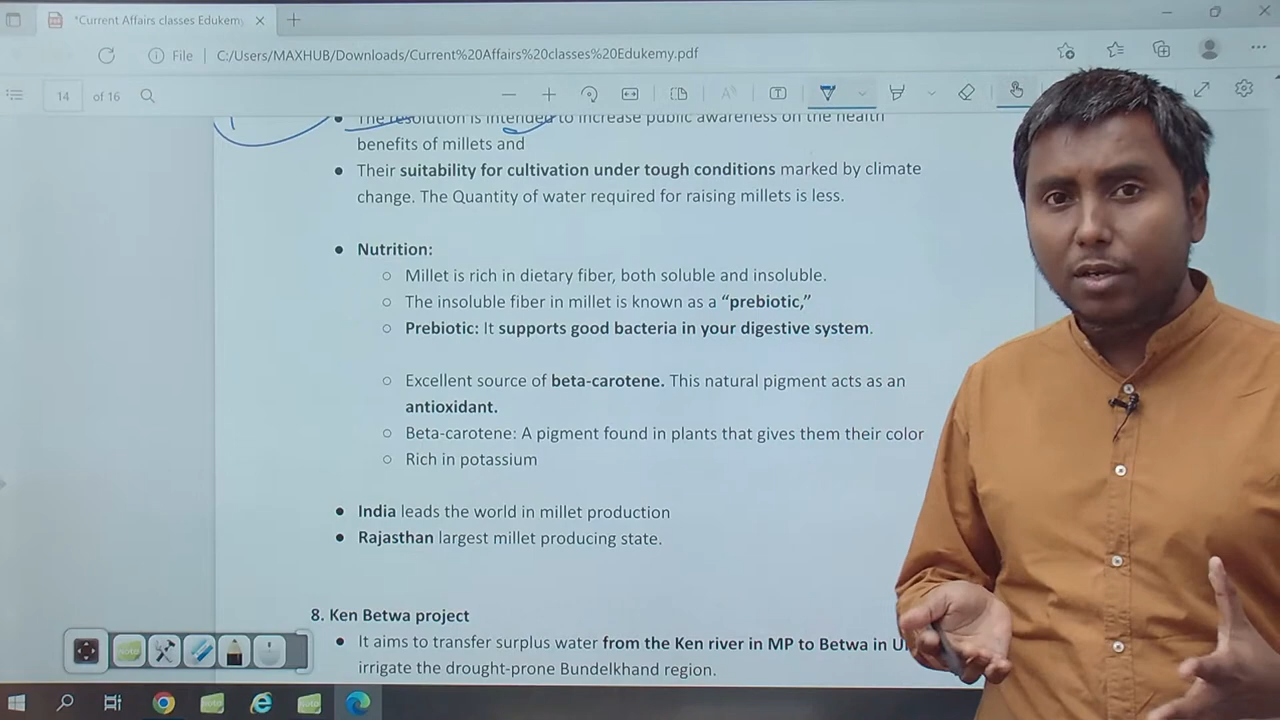 *Current Affairs classes Edukemy
File
C:/Users/MAXHUB/Downloads/Current%20Affairs%20classes%20Edukemy.pdf
14 of 16
The resolution is intended to increase public awareness on the health
benefits of millets and
Their suitability for cultivation under tough conditions marked by climate
change. The Quantity of water required for raising millets is less.
Nutrition:
Millet is rich in dietary fiber, both soluble and insoluble.
The insoluble fiber in millet is known as a “prebiotic,”
Prebiotic: It supports good bacteria in your digestive system.
Excellent source of beta-carotene. This natural pigment acts as an
antioxidant.
Beta-carotene: A pigment found in plants that gives them their color
Rich in potassium
India leads the world in millet production
Rajasthan largest millet producing state.
8. Ken Betwa project
It aims to transfer surplus water from the Ken river in MP to Betwa in
irrigate the drought-prone Bundelkhand region.